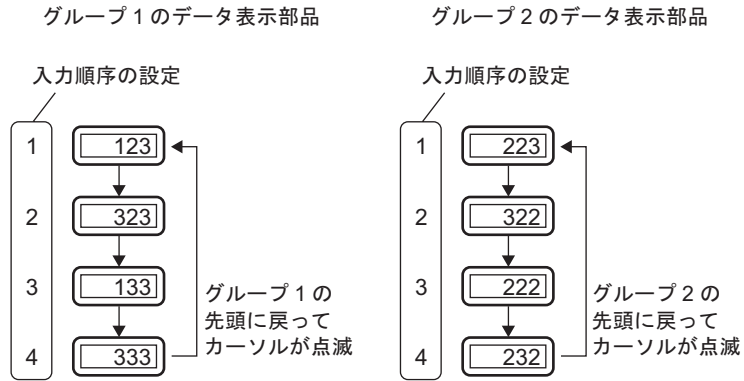 グループ1のデータ表示部品
入力順序の設定
1 123
2 323
3 133
4 333
グループ1の
先頭に戻って
カーソルが点滅
グループ2のデータ表示部品
入力順序の設定
1 223
2 322
3 222
4 232
グループ2の
先頭に戻って
カーソルが点滅